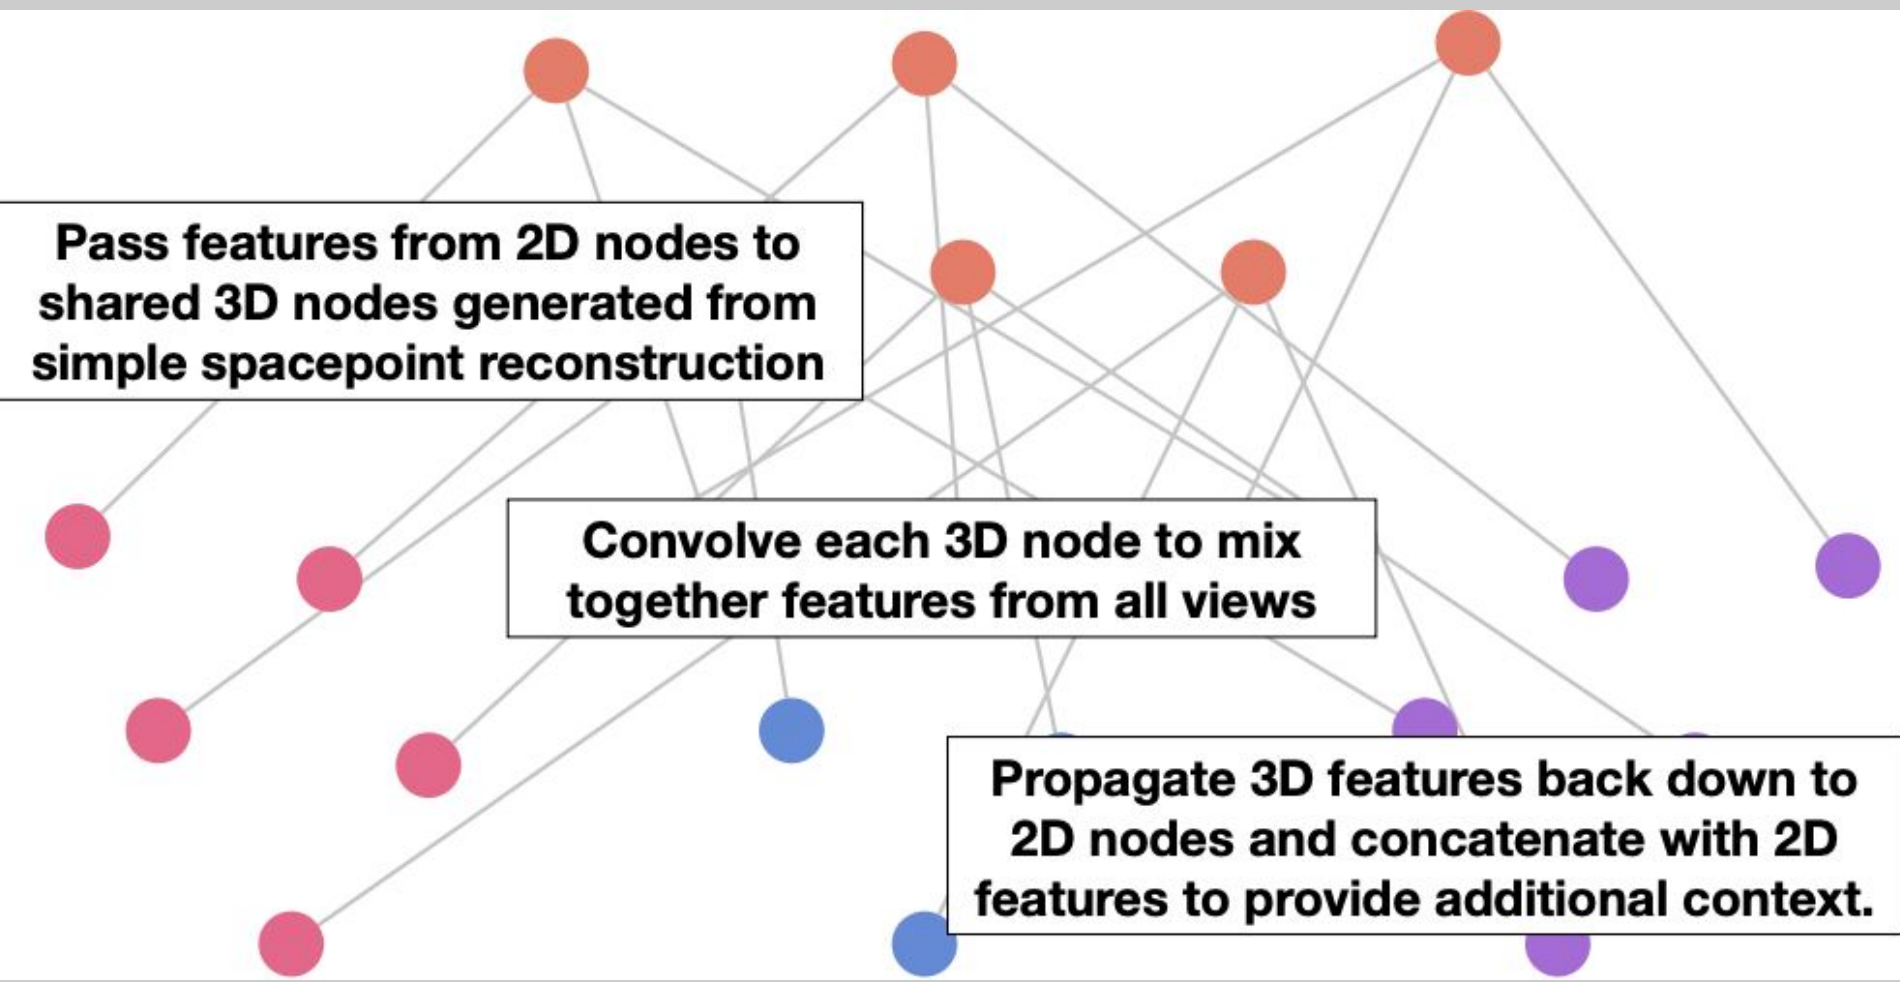 Pass features from 2D nodes to
shared 3D nodes generated from
simple spacepoint reconstruction
Convolve each 3D node to mix
together features from all views
Propagate 3D features back down to
2D nodes and concatenate with 2D
features to provide additional context.